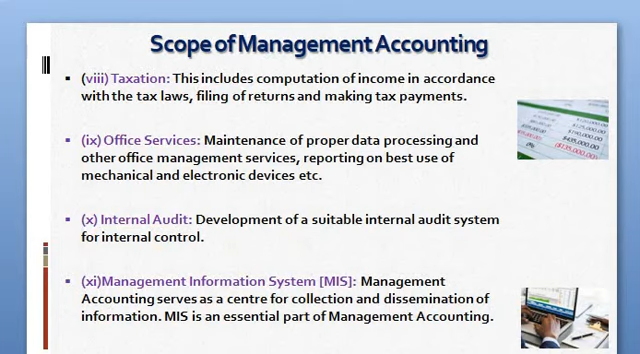 Scope of Management Accounting
(viii) Taxation: This includes computation of income in accordance
with the tax laws, filing of returns and making tax payments.
(ix) Office Services: Maintenance of proper data processing and
other office management services, reporting on best use of
mechanical and electronic devices etc.
(x) Internal Audit: Development of a suitable internal audit system
for internal control.
(xi)Management Information System [MIS]: Management
Accounting serves as a centre for collection and dissemination of
information. MIS is an essential part of Management Accounting.